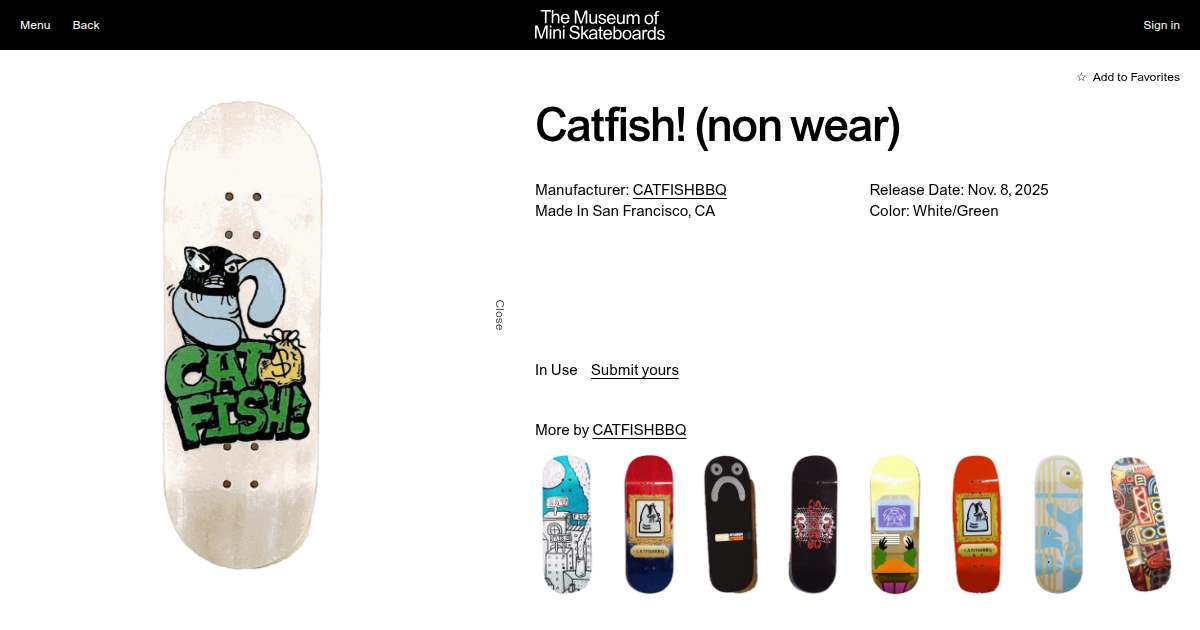 Menu
Back
The Museum of
Mini Skateboards
Sign in
☆ Add to Favorites
Catfish! (non wear)
Manufacturer: CATFISHBBQ
Made In San Francisco, CA
Release Date: Nov. 8, 2025
Color: White/Green
CAT
$
FISH!
Close
In Use Submit yours
More by CATFISHBBQ
CATFISHBBQ
CATFISHBBQ